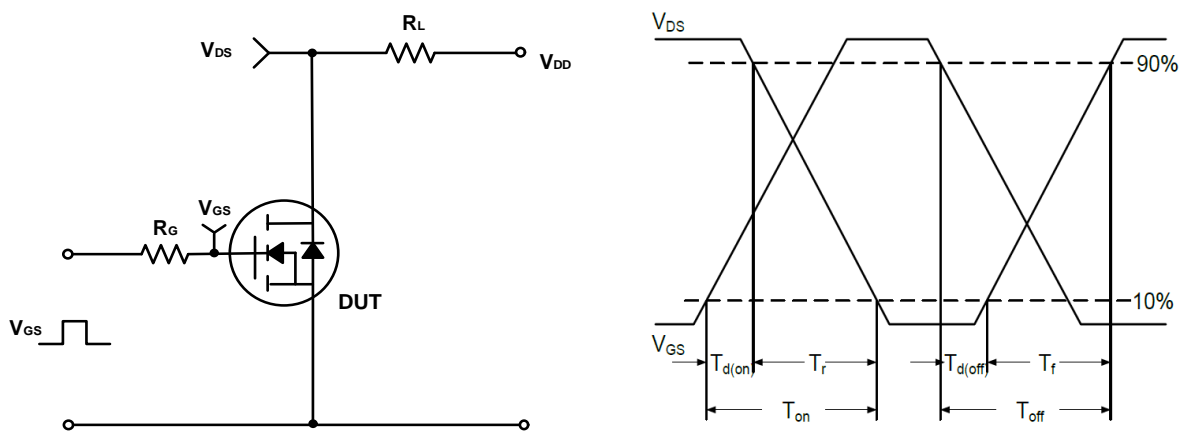 RL
VDS
VDD
VGS
RG
DUT
VGS
VDS
90%
10%
VGS
Td(on) Tr Td(off) Tf
Ton Toff